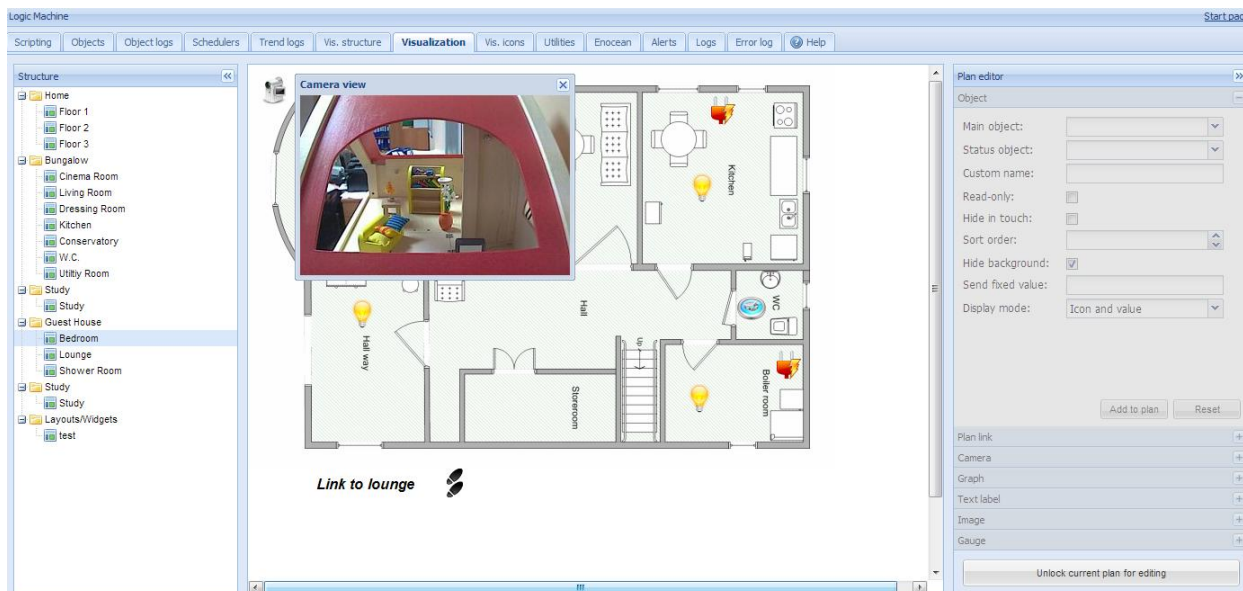 Logic Machine
Start pac
Scripting Objects Object logs Schedulers Trend logs Vis. structure Visualization Vis. icons Utilities Enocean Alerts Logs Error log Help
Structure
Home
Floor 1
Floor 2
Floor 3
Bungalow
Cinema Room
Living Room
Dressing Room
Kitchen
Conservatory
W.C.
Utiltiy Room
Study
Study
Guest House
Bedroom
Lounge
Shower Room
Study
Study
Layouts/Widgets
test
Camera view
Kitchen
Hall
WC
Hall way
Up
Storeroom
Boiler room
Link to lounge
Plan editor
Object
Main object:
Status object:
Custom name:
Read-only:
Hide in touch:
Sort order:
Hide background:
Send fixed value:
Display mode: Icon and value
Add to plan Reset
Plan link
Camera
Graph
Text label
Image
Gauge
Unlock current plan for editing